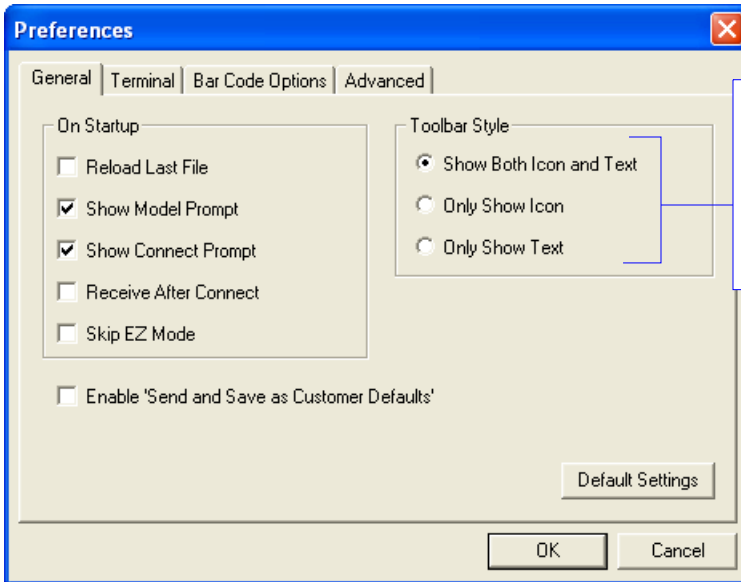 Preferences
General
Terminal
Bar Code Options
Advanced
On Startup
Reload Last File
Show Model Prompt
Show Connect Prompt
Receive After Connect
Skip EZ Mode
Toolbar Style
Show Both Icon and Text
Only Show Icon
Only Show Text
Enable 'Send and Save as Customer Defaults'
Default Settings
OK
Cancel